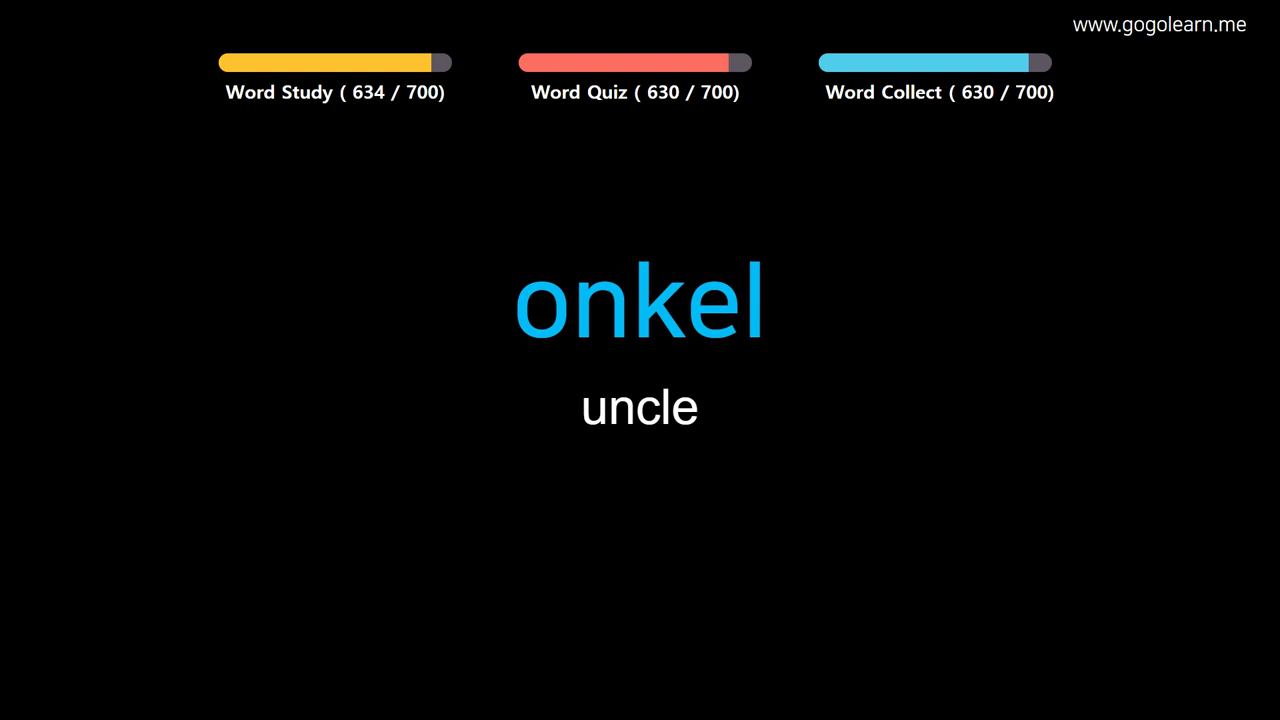 www.gogolearn.me
Word Study ( 634 / 700)
Word Quiz ( 630 / 700)
Word Collect ( 630 / 700)
onkel
uncle